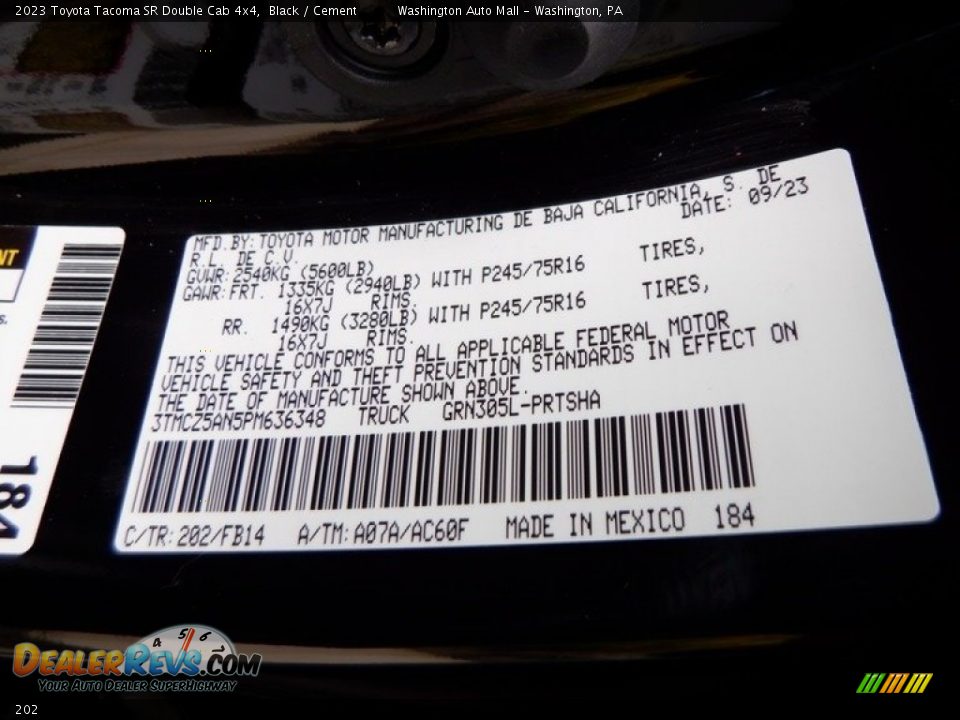 2023 Toyota Tacoma SR Double Cab 4x4, Black / Cement Washington Auto Mall - Washington, PA
MFD. BY: TOYOTA MOTOR MANUFACTURING DE BAJA CALIFORNIA, S. DE
R.L. DE C.V. DATE: 09/23
GVWR: 2540KG (5600LB)
GAWR: FRT. 1335KG (2940LB) WITH P245/75R16 TIRES,
16X7J RIMS.
RR. 1490KG (3280LB) WITH P245/75R16 TIRES,
16X7J RIMS.
THIS VEHICLE CONFORMS TO ALL APPLICABLE FEDERAL MOTOR
VEHICLE SAFETY AND THEFT PREVENTION STANDARDS IN EFFECT ON
THE DATE OF MANUFACTURE SHOWN ABOVE.
3TMCZ5AN5PM636348 TRUCK GRN305L-PRTSHA
C/TR: 202/FB14 A/TM: A07A/AC60F MADE IN MEXICO 184
NT
s.
184
4 5 6
DEALERREVS.COM
YOUR AUTO DEALER SUPERHIGHWAY
202